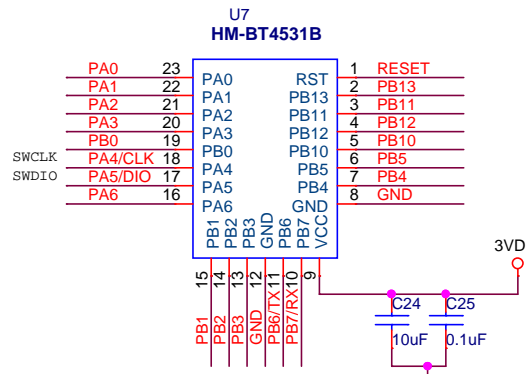 U7
HM-BT4531B
PA0 23 PA0 RST 1 RESET
PA1 22 PA1 PB13 2 PB13
PA2 21 PA2 PB11 3 PB11
PA3 20 PA3 PB12 4 PB12
PB0 19 PB0 PB10 5 PB10
SWCLK PA4/CLK 18 PA4 PB5 6 PB5
SWDIO PA5/DIO 17 PA5 PB4 7 PB4
PA6 16 PA6 GND 8 GND
PB1 PB2 PB3 GND PB6 PB7 VCC
15 14 13 12 11 10 9
PB1 PB2 PB3 GND PB6/TX PB7/RX
3VD
C24 C25
10uF 0.1uF